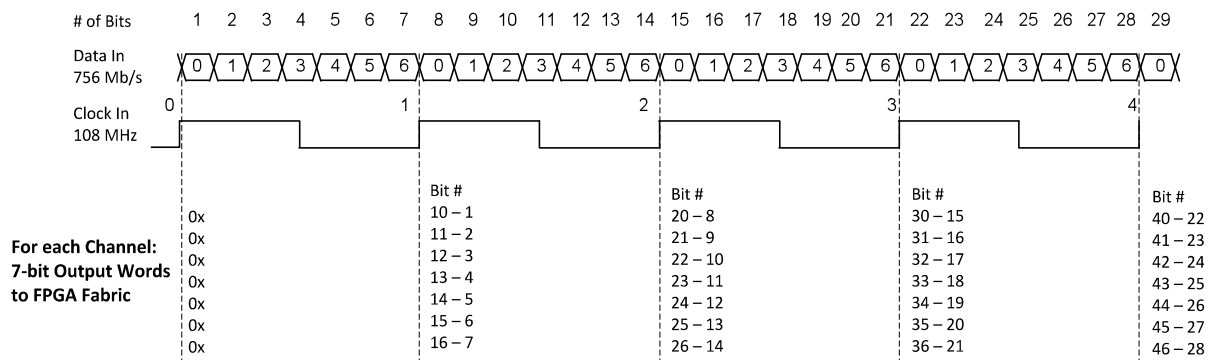 # of Bits 1 2 3 4 5 6 7 8 9 10 11 12 13 14 15 16 17 18 19 20 21 22 23 24 25 26 27 28 29
Data In
756 Mb/s
0 1 2 3 4 5 6 0 1 2 3 4 5 6 0 1 2 3 4 5 6 0 1 2 3 4 5 6 0
0 1 2 3 4
Clock In
108 MHz
For each Channel:
7-bit Output Words
to FPGA Fabric
0x
0x
0x
0x
0x
0x
0x
Bit #
10 – 1
11 – 2
12 – 3
13 – 4
14 – 5
15 – 6
16 – 7
Bit #
20 – 8
21 – 9
22 – 10
23 – 11
24 – 12
25 – 13
26 – 14
Bit #
30 – 15
31 – 16
32 – 17
33 – 18
34 – 19
35 – 20
36 – 21
Bit #
40 – 22
41 – 23
42 – 24
43 – 25
44 – 26
45 – 27
46 – 28